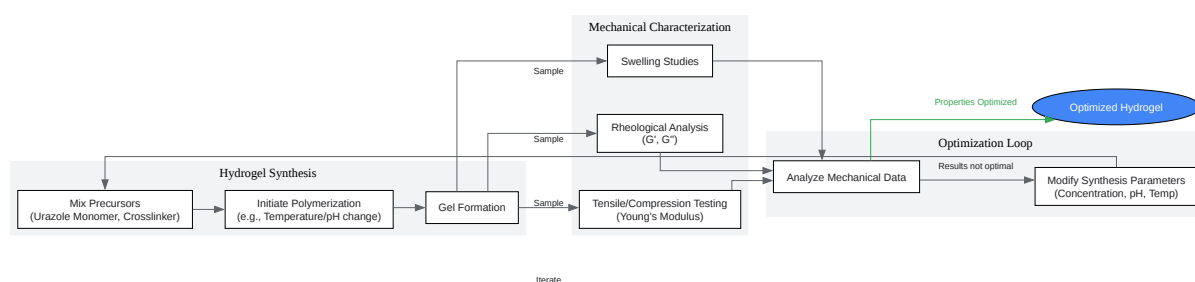 Mechanical Characterization
Swelling Studies
Sample
Properties Optimized
Optimized Hydrogel
Rheological Analysis
(G', G'')
Sample
Optimization Loop
Results not optimal
Hydrogel Synthesis
Analyze Mechanical Data
Modify Synthesis Parameters
(Concentration, pH, Temp)
Mix Precursors
(Urazole Monomer, Crosslinker)
Initiate Polymerization
(e.g., Temperature/pH change)
Gel Formation
Sample
Tensile/Compression Testing
(Young's Modulus)
Iterate